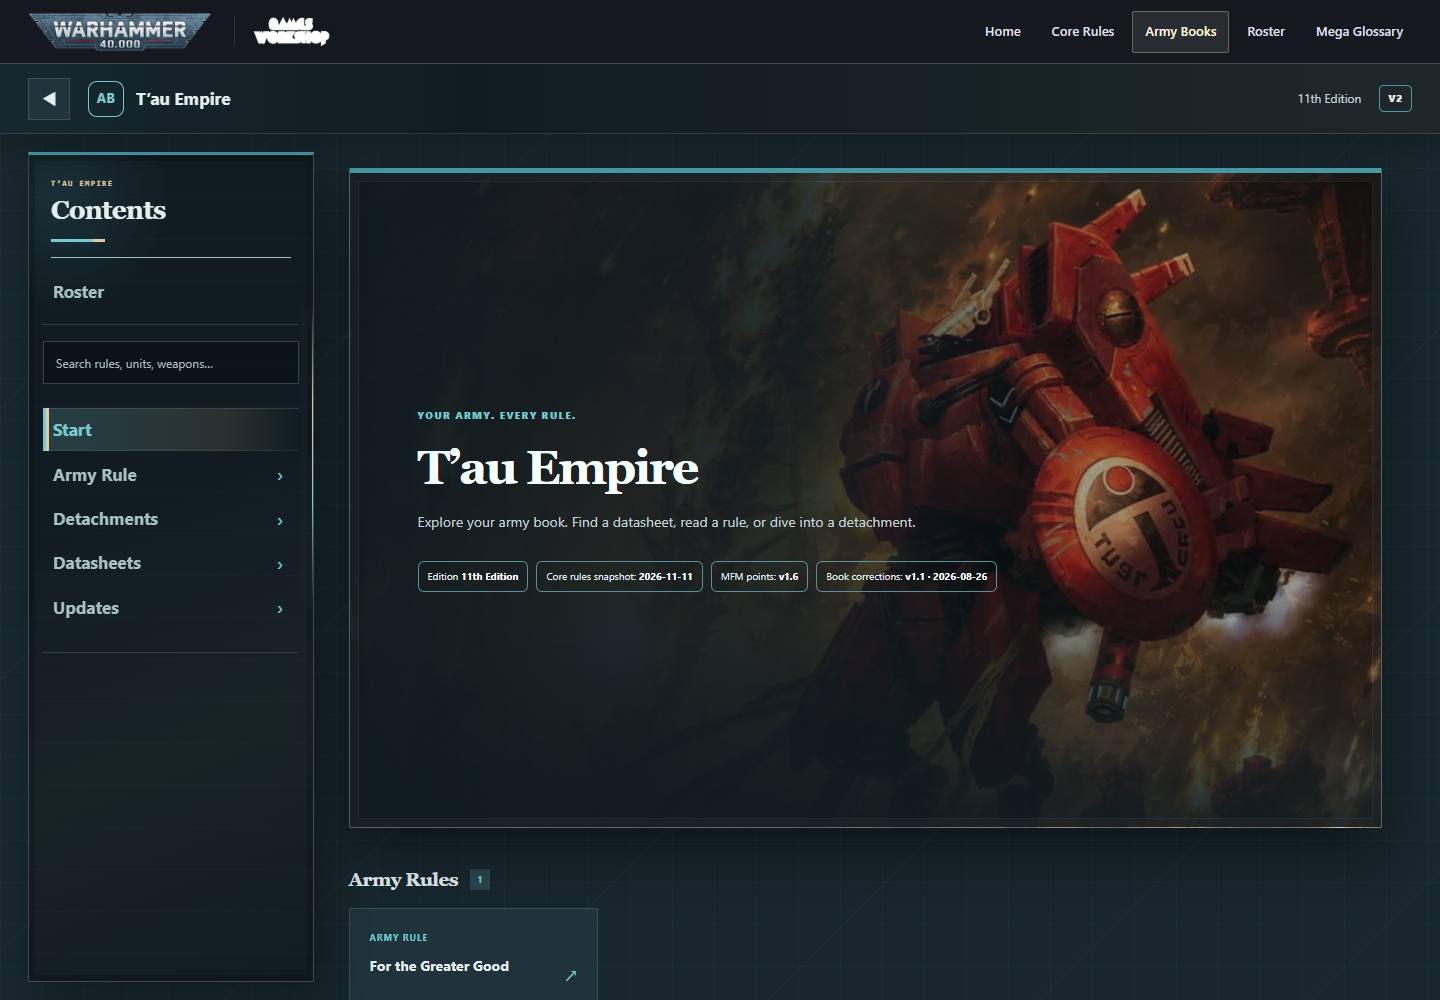 WARHAMMER
40.000
GAMES
WORKSHOP
Home
Core Rules
Army Books
Roster
Mega Glossary
AB
T'au Empire
11th Edition
V2
T'AU EMPIRE
Contents
Roster
Search rules, units, weapons...
Start
Army Rule
Detachments
Datasheets
Updates
YOUR ARMY. EVERY RULE.
T’au Empire
Explore your army book. Find a datasheet, read a rule, or dive into a detachment.
Edition 11th Edition
Core rules snapshot: 2026-11-11
MFM points: v1.6
Book corrections: v1.1 · 2026-08-26
Army Rules
1
ARMY RULE
For the Greater Good